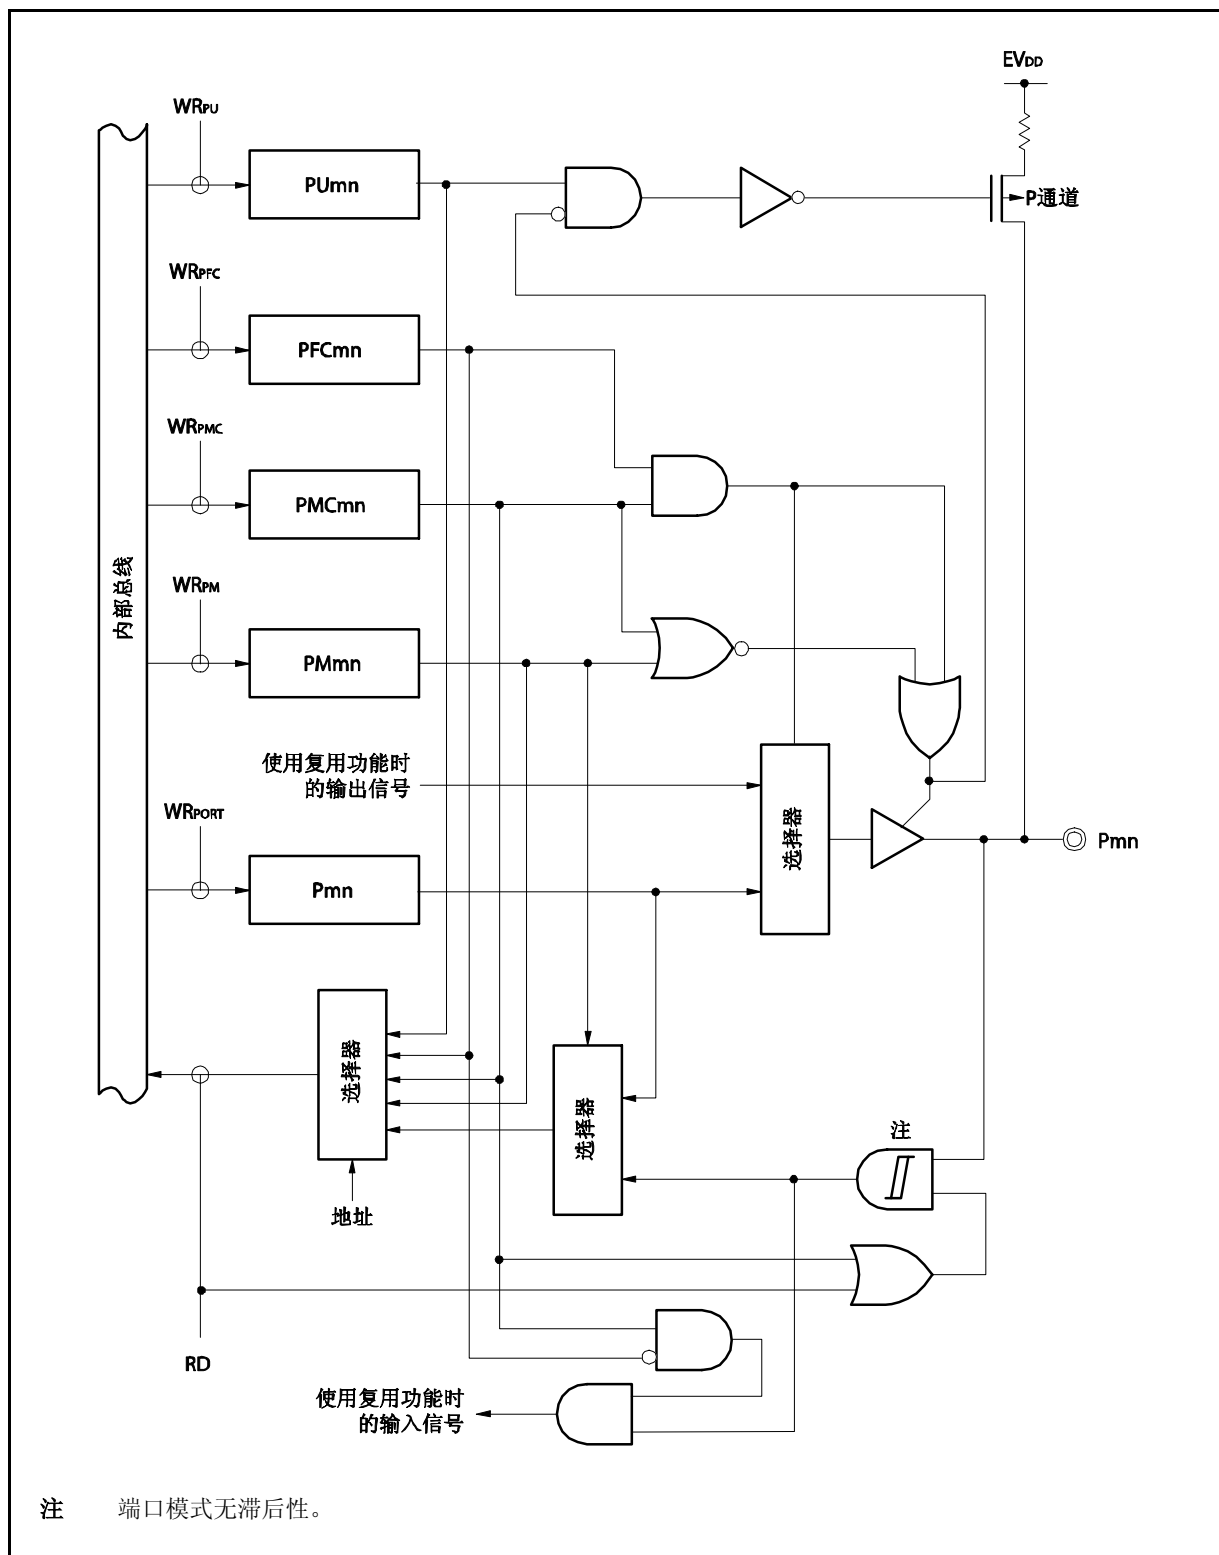 EVDD
WRPU
PUmn
P通道
WRPFC
PFCmn
WRPMC
PMCmn
内部总线
WRPM
PMmn
使用复用功能时
的输出信号
选择器
WRPORT
Pmn
Pmn
选择器
选择器
注
地址
RD
使用复用功能时
的输入信号
注 端口模式无滞后性。